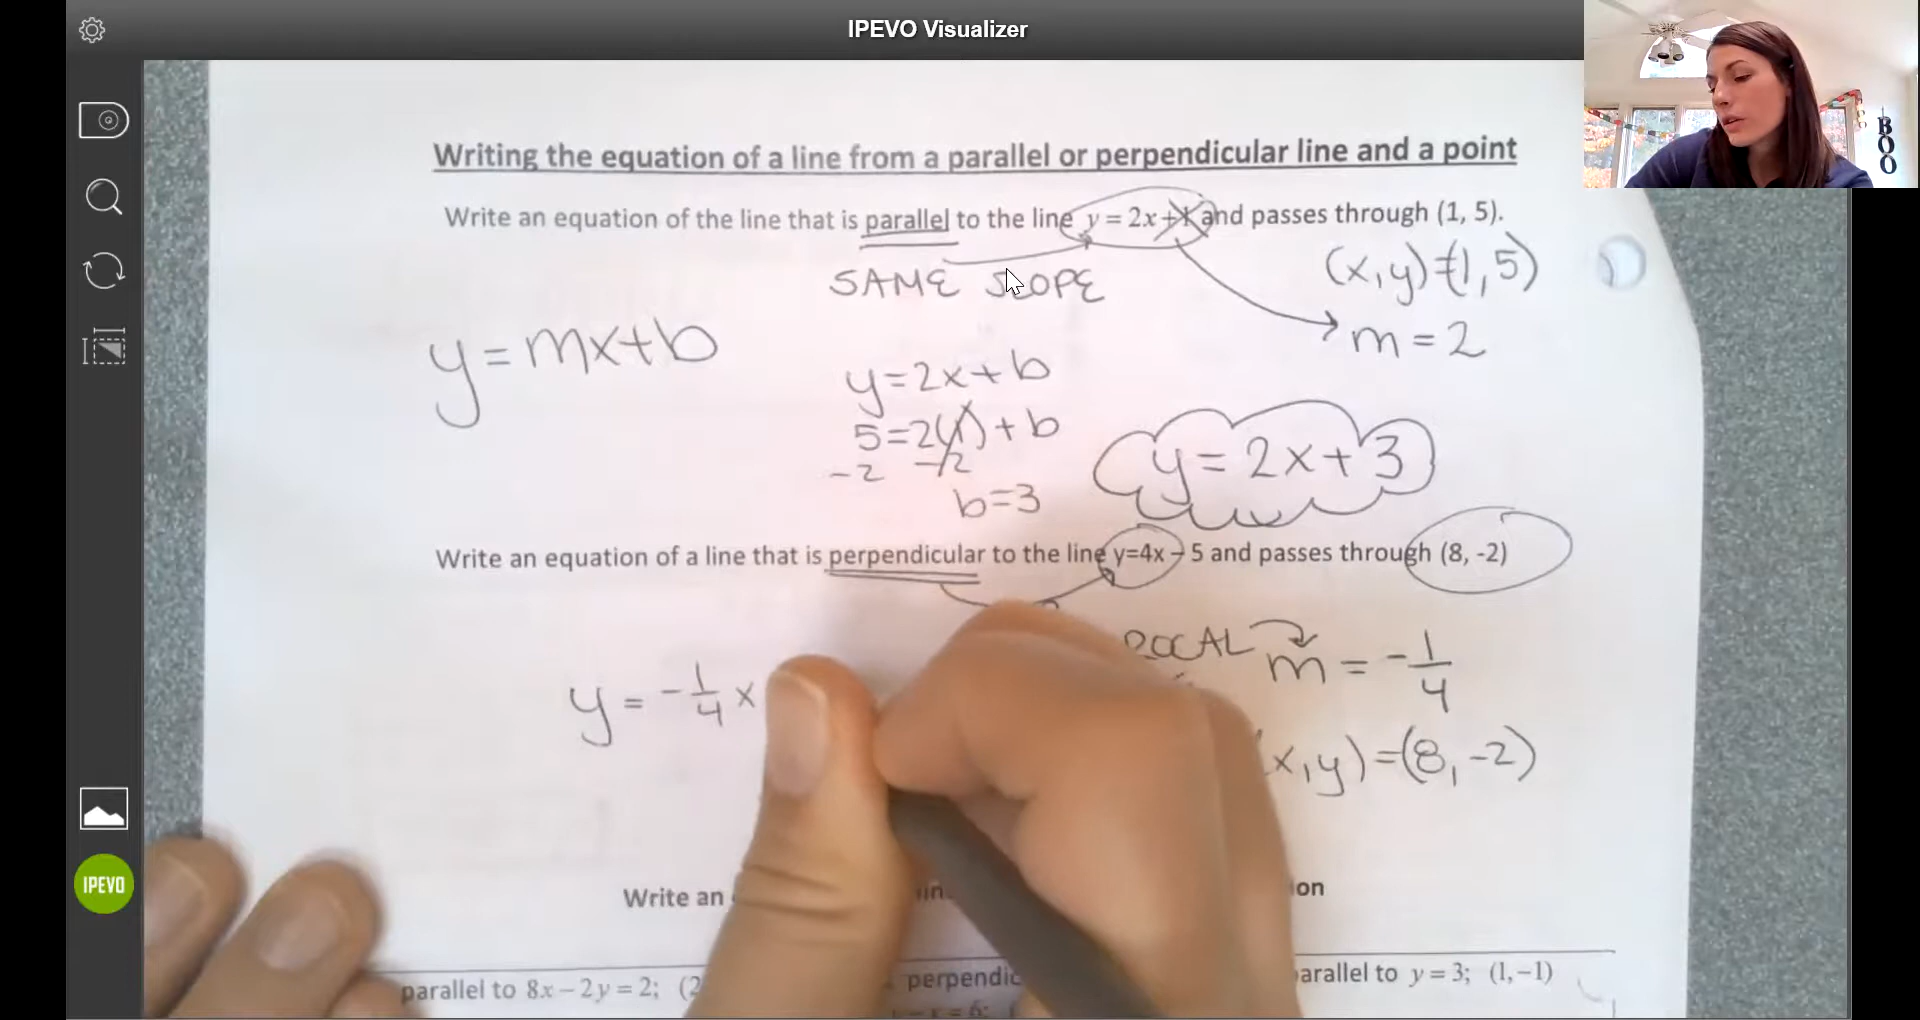 IPEVO Visualizer
BOO
Writing the equation of a line from a parallel or perpendicular line and a point
Write an equation of the line that is parallel to the line y = 2x + 1 and passes through (1, 5).
(x,y)=(1,5)
SAME SLOPE
m = 2
y = mx+b
y=2x+b
5=2(1)+b
-2 -2
y= 2x+3
b=3
Write an equation of a line that is perpendicular to the line y=4x – 5 and passes through (8, -2)
m = -1/4
y = -1/4 x
x,y)=(8,-2)
IPEVO
Write an
parallel to 8x – 2y = 2; (2
arallel to y = 3; (1,−1)